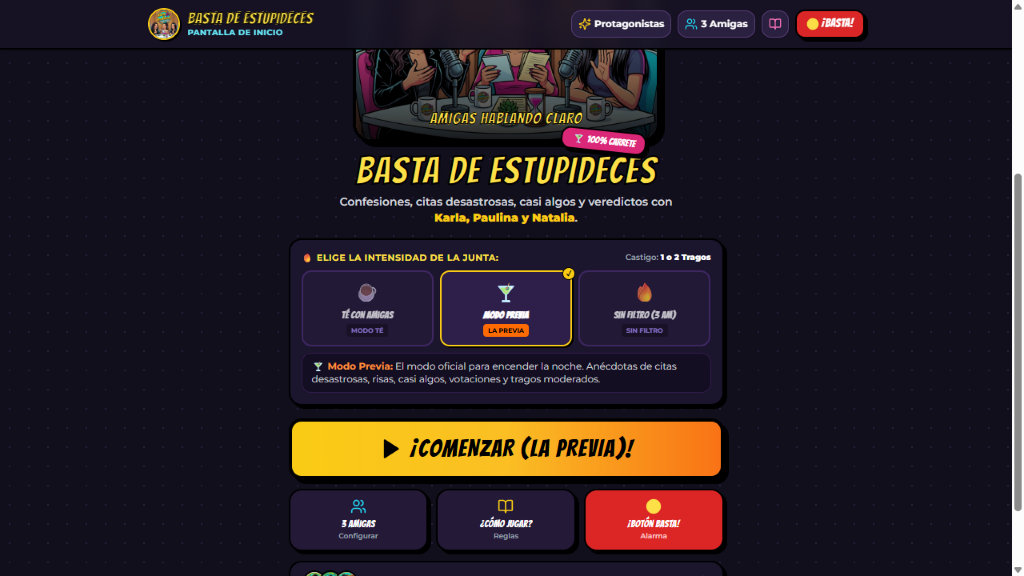 BASTA DE ESTUPIDECES
PANTALLA DE INICIO
Protagonistas
3 Amigas
¡BASTA!
AMIGAS HABLANDO CLARO
100% CARRETE
BASTA DE ESTUPIDECES
Confesiones, citas desastrosas, casi algos y veredictos con
Karla, Paulina y Natalia.
ELIGE LA INTENSIDAD DE LA JUNTA:
Castigo: 1 o 2 Tragos
TÉ CON AMIGAS
MODO TÉ
MODO PREVIA
LA PREVIA
SIN FILTRO (3 AM)
SIN FILTRO
Modo Previa: El modo oficial para encender la noche. Anécdotas de citas
desastrosas, risas, casi algos, votaciones y tragos moderados.
¡COMENZAR (LA PREVIA)!
3 AMIGAS
Configurar
¿CÓMO JUGAR?
Reglas
¡BOTÓN BASTA!
Alarma